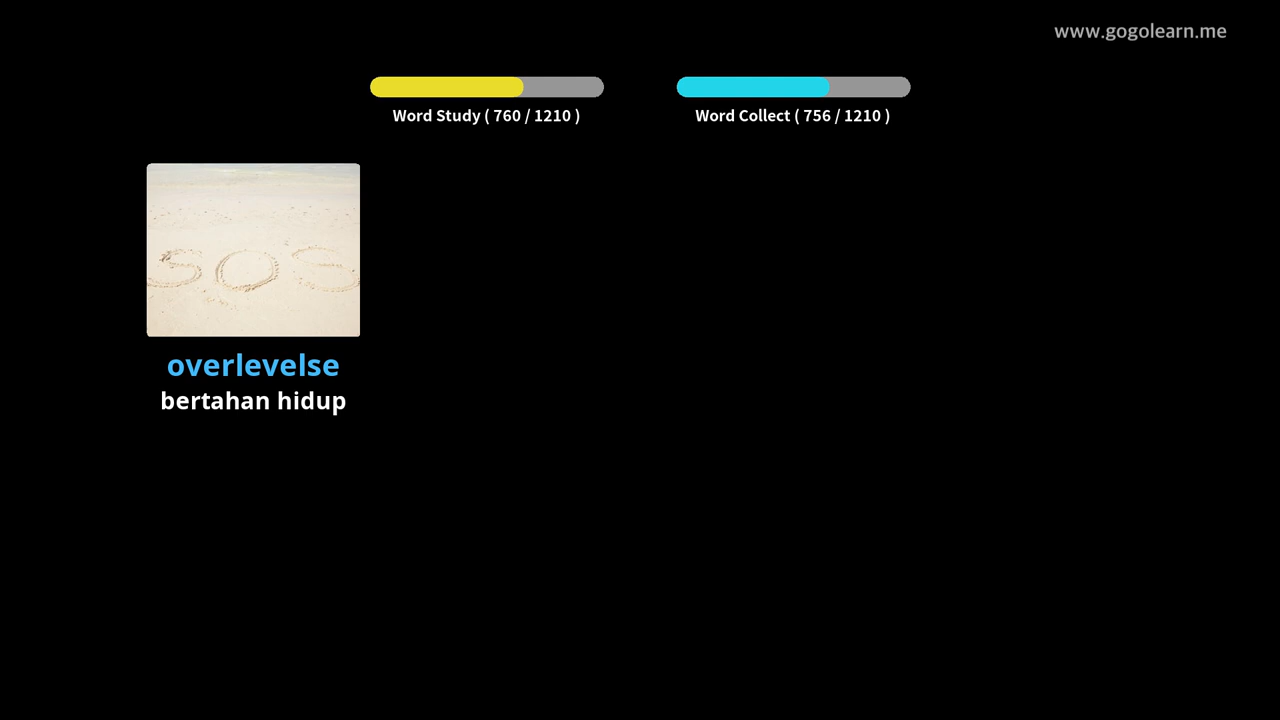 www.gogolearn.me
Word Study ( 760 / 1210 )
Word Collect ( 756 / 1210 )
SOS
overlevelse
bertahan hidup